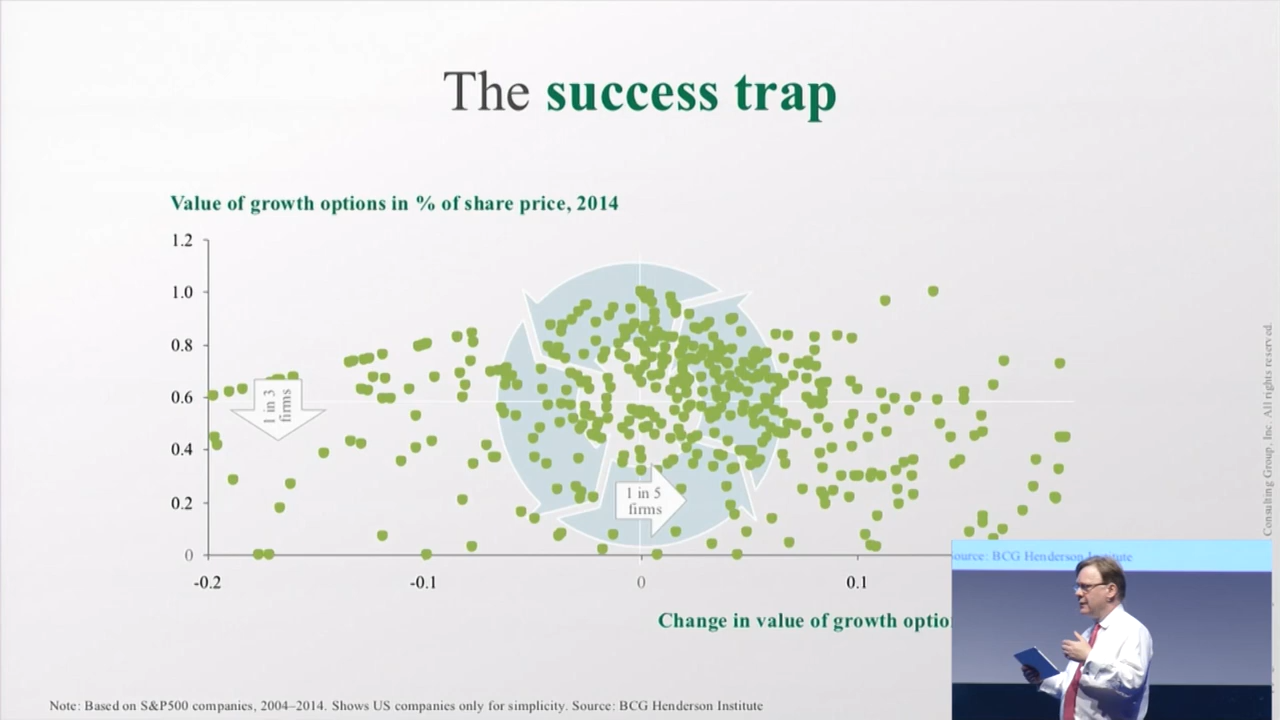 The success trap
Value of growth options in % of share price, 2014
1.2
1.0
0.8
0.6
0.4
0.2
0
1 in 3
firms
1 in 5
firms
-0.2
-0.1
0
0.1
Change in value of growth
Consulting Group, Inc. All rights reserved.
Source: BCG Henderson Institute
Note: Based on S&P500 companies, 2004–2014. Shows US companies only for simplicity. Source: BCG Henderson Institute